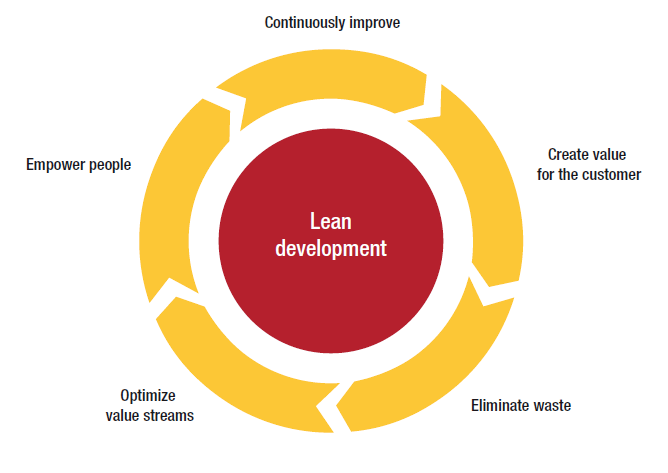 Continuously improve
Create value
for the customer
Eliminate waste
Optimize
value streams
Empower people
Lean
development